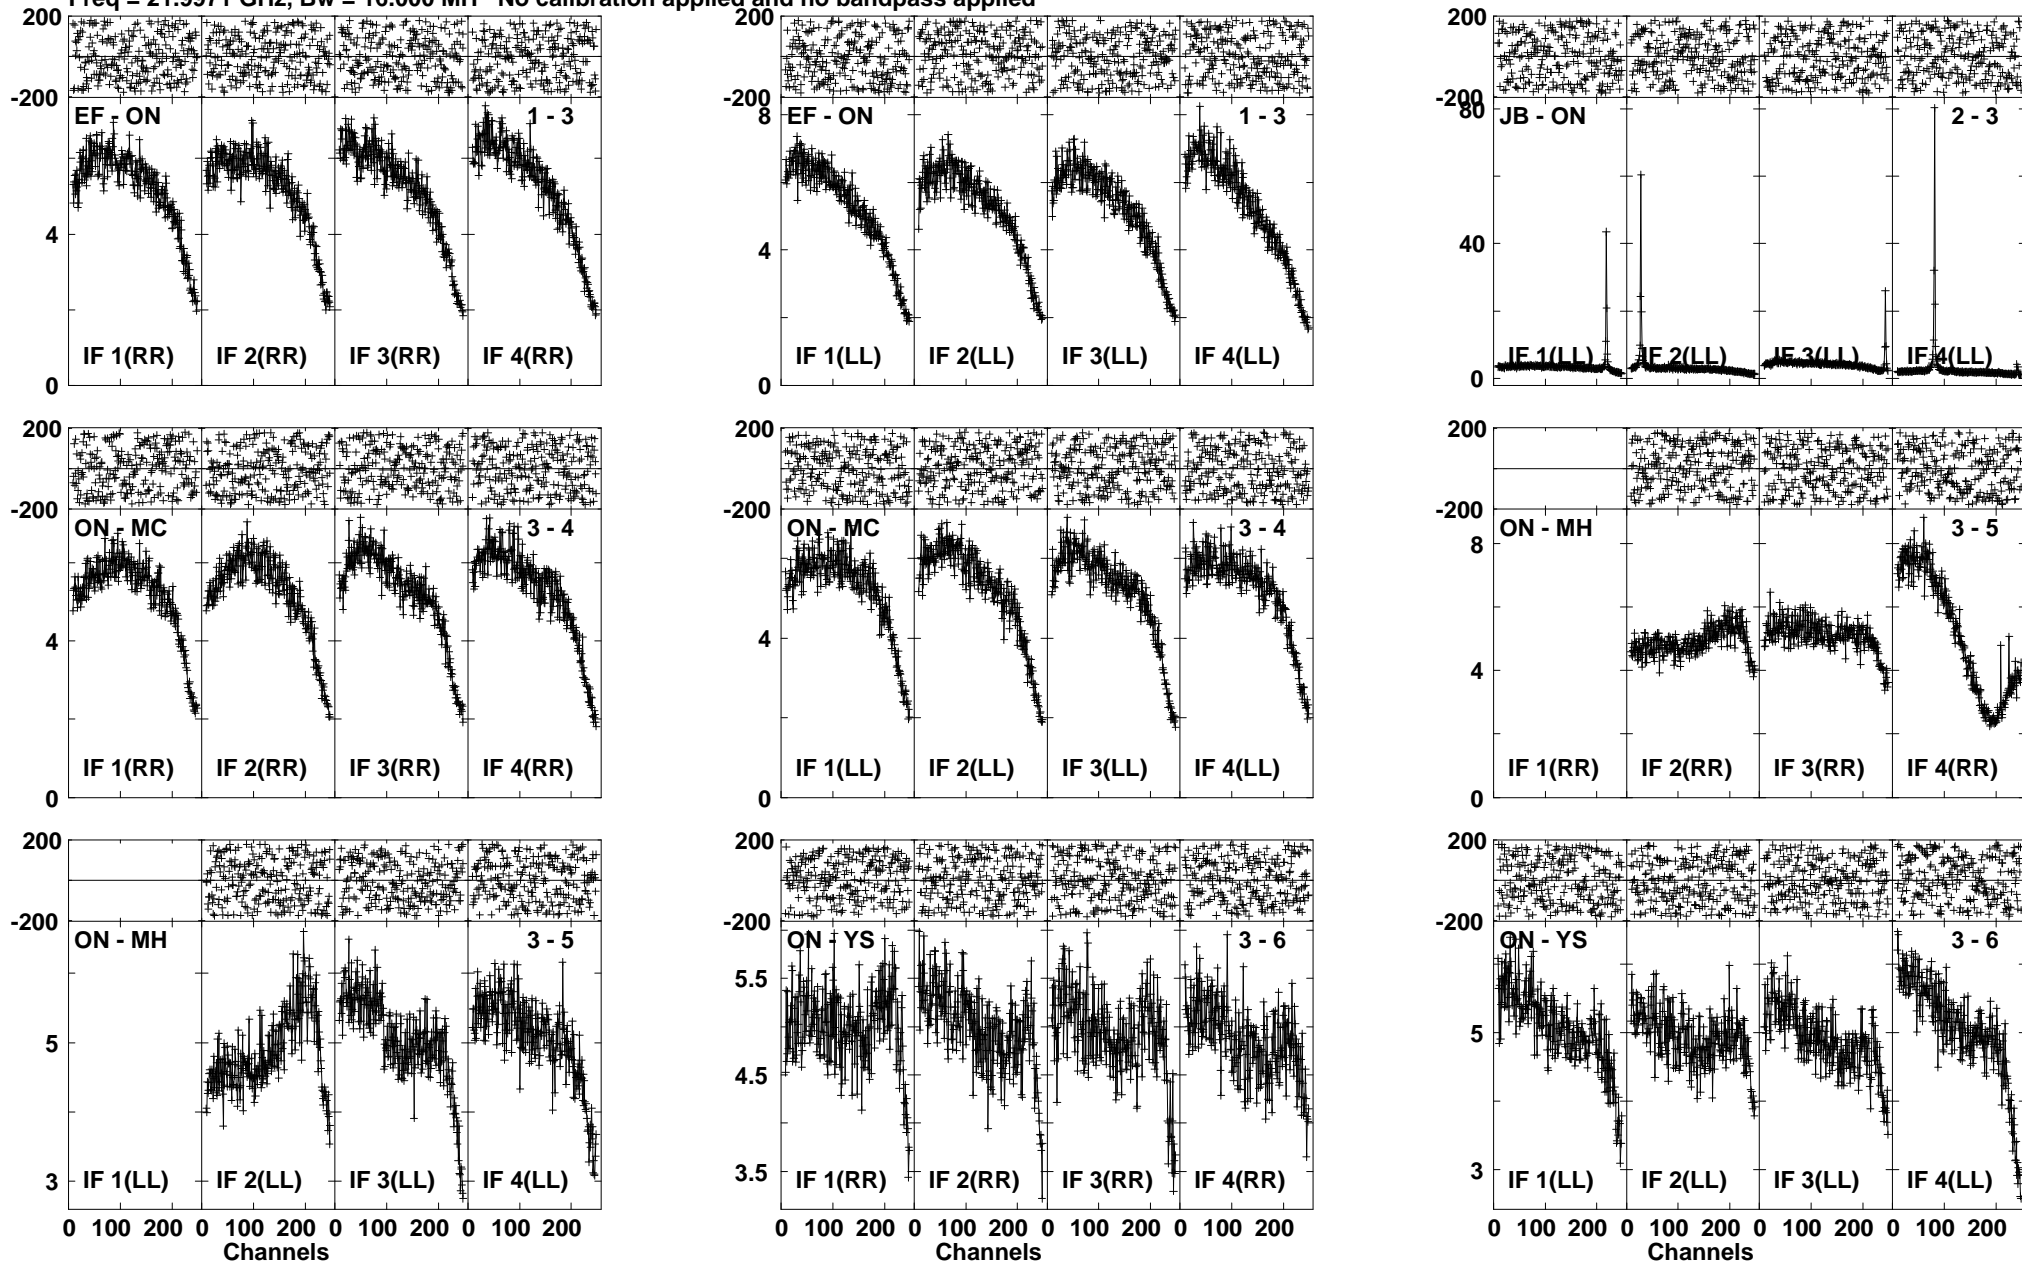 Freq = 21.9971 GHz, Bw = 16.000 MH No calibration applied and no bandpass applied
200
-200
EF - ON 1 - 3
4
0
IF 1(RR) IF 2(RR) IF 3(RR) IF 4(RR)
200
-200
8
EF - ON 1 - 3
4
0
IF 1(LL) IF 2(LL) IF 3(LL) IF 4(LL)
200
-200
80
JB - ON 2 - 3
40
0
IF 1(LL) IF 2(LL) IF 3(LL) IF 4(LL)
200
-200
ON - MC 3 - 4
4
0
IF 1(RR) IF 2(RR) IF 3(RR) IF 4(RR)
200
-200
ON - MC 3 - 4
4
0
IF 1(LL) IF 2(LL) IF 3(LL) IF 4(LL)
200
-200
ON - MH 3 - 5
8
4
0
IF 1(RR) IF 2(RR) IF 3(RR) IF 4(RR)
200
-200
ON - MH 3 - 5
5
3
IF 1(LL) IF 2(LL) IF 3(LL) IF 4(LL)
0 100 0 100 200 0 100 200 0 100 200
Channels
200
-200
ON - YS 3 - 6
5.5
4.5
3.5
IF 1(RR) IF 2(RR) IF 3(RR) IF 4(RR)
0 100 0 100 200 0 100 200 0 100 200
Channels
200
-200
ON - YS 3 - 6
5
3
IF 1(LL) IF 2(LL) IF 3(LL) IF 4(LL)
0 100 0 100 200 0 100 200 0 100 200
Channels